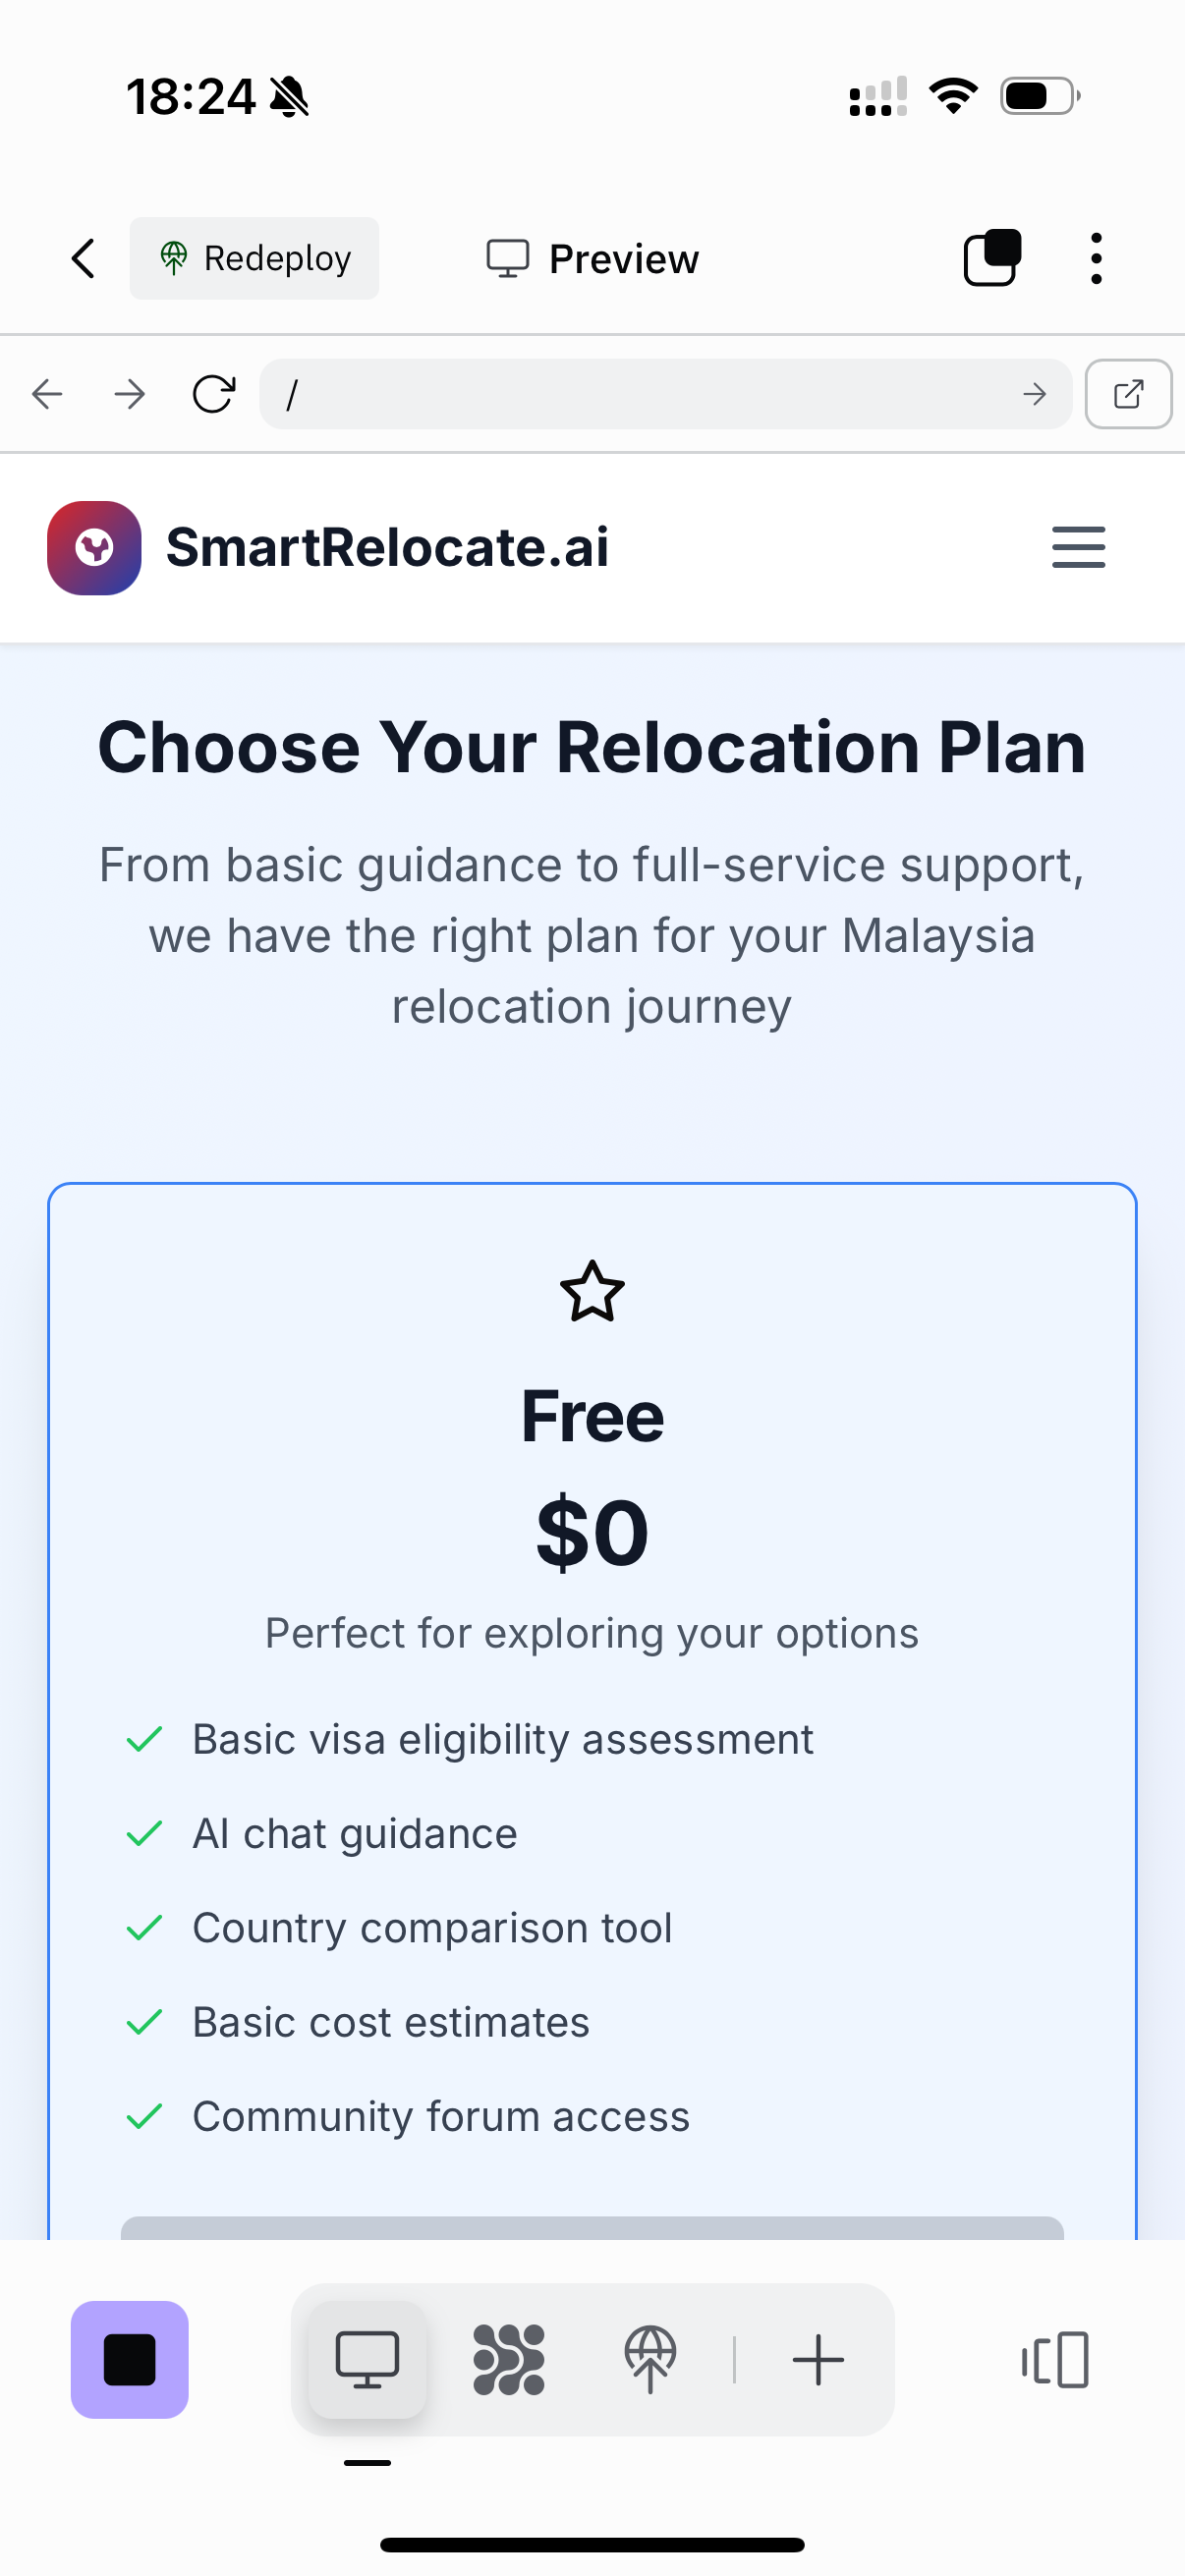 18:24
Redeploy
Preview
/
SmartRelocate.ai
Choose Your Relocation Plan
From basic guidance to full-service support,
we have the right plan for your Malaysia
relocation journey
Free
$0
Perfect for exploring your options
Basic visa eligibility assessment
AI chat guidance
Country comparison tool
Basic cost estimates
Community forum access